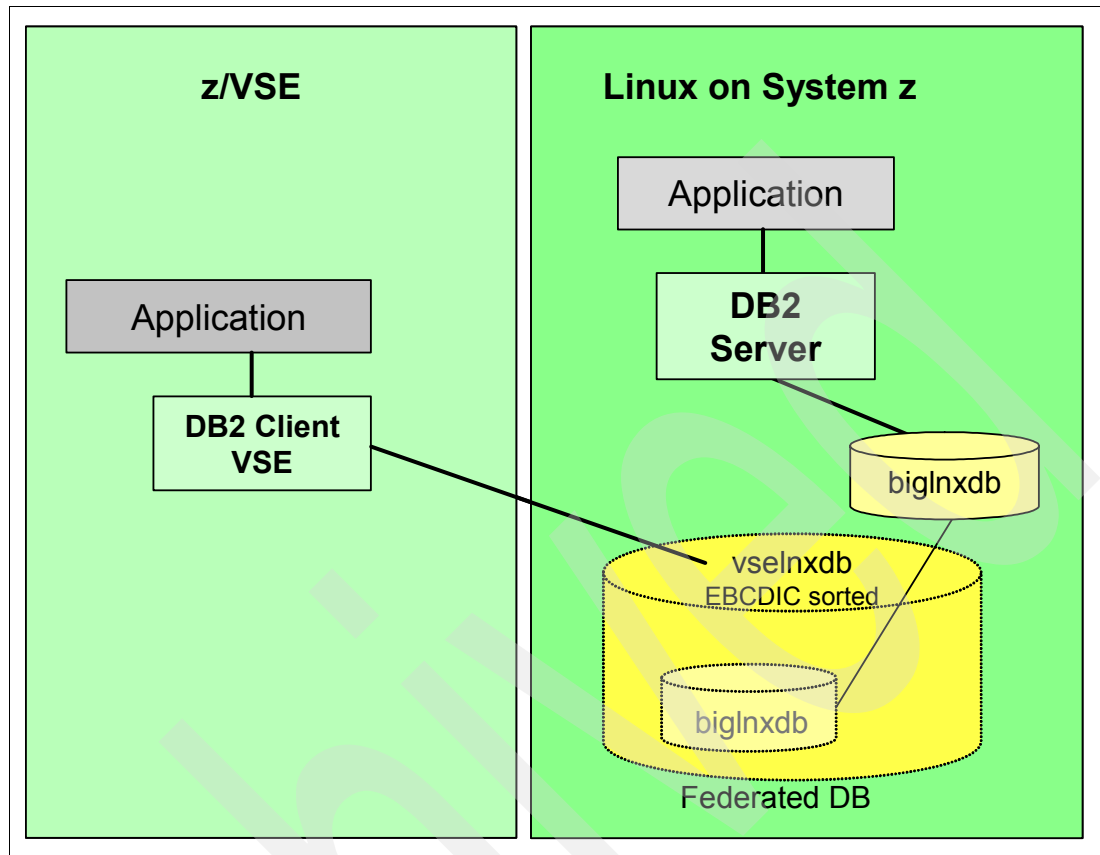 z/VSE
Application
DB2 Client
VSE
Linux on System z
Application
DB2
Server
biglnxdb
vselnxdb
EBCDIC sorted
biglnxdb
Federated DB